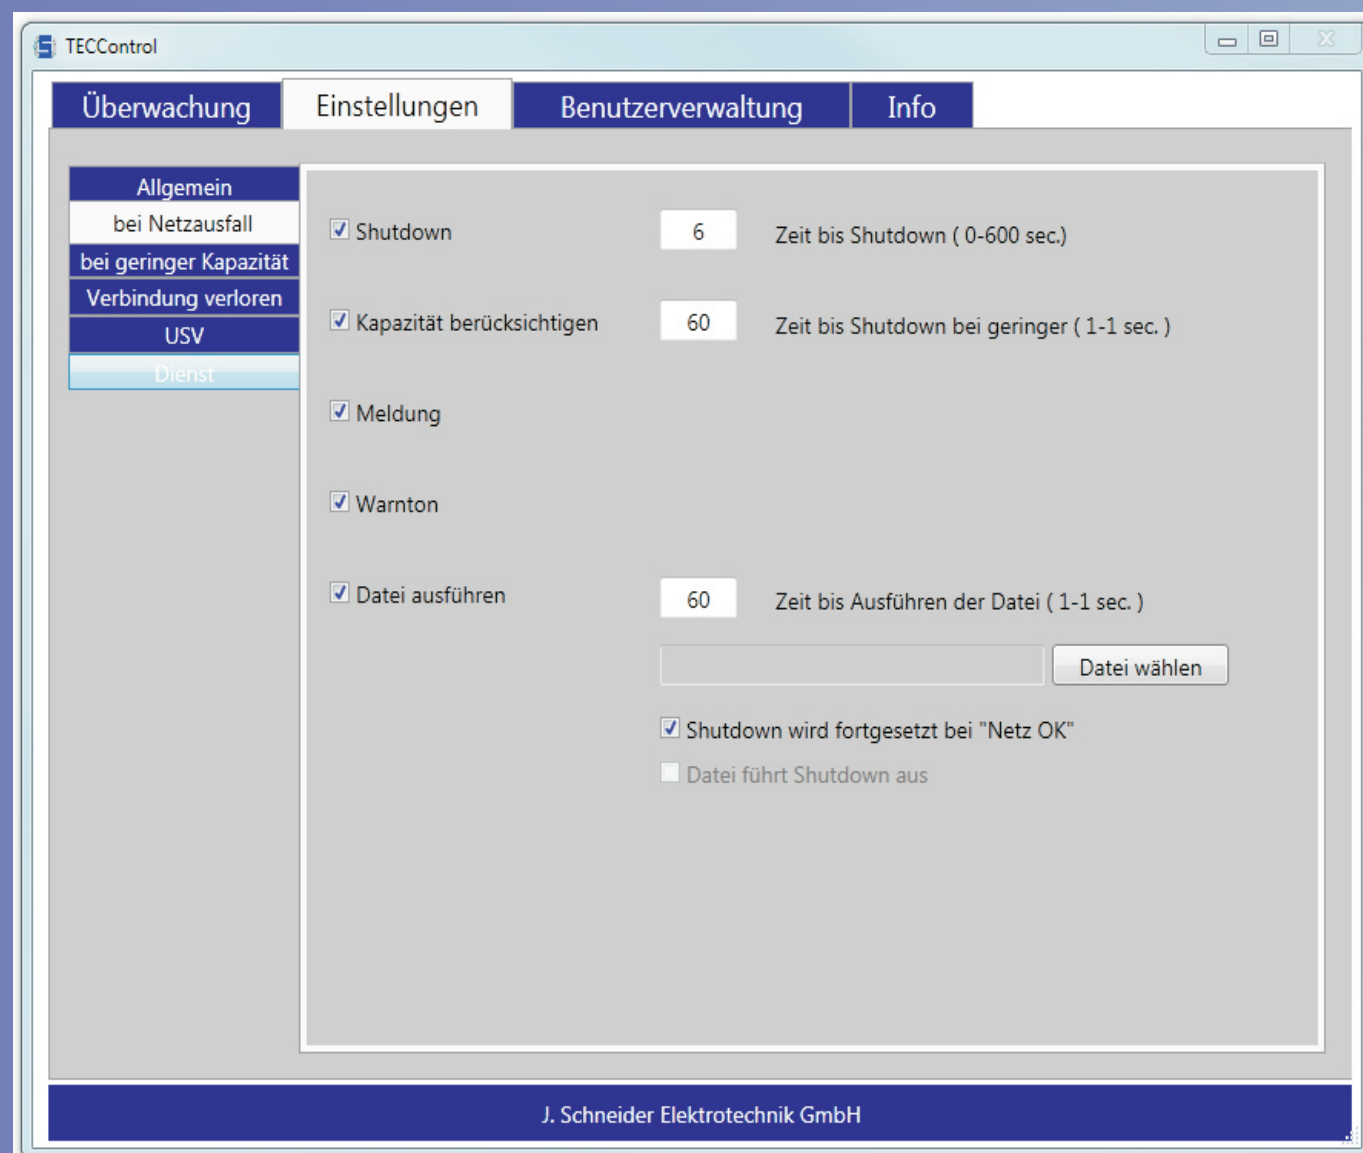 TECControl
Überwachung Einstellungen Benutzerverwaltung Info
Allgemein
bei Netzausfall
bei geringer Kapazität
Verbindung verloren
USV
Dienst
Shutdown 6 Zeit bis Shutdown ( 0-600 sec.)
Kapazität berücksichtigen 60 Zeit bis Shutdown bei geringer ( 1-1 sec. )
Meldung
Warnton
Datei ausführen 60 Zeit bis Ausführen der Datei ( 1-1 sec. )
Datei wählen
Shutdown wird fortgesetzt bei "Netz OK"
Datei führt Shutdown aus
J. Schneider Elektrotechnik GmbH